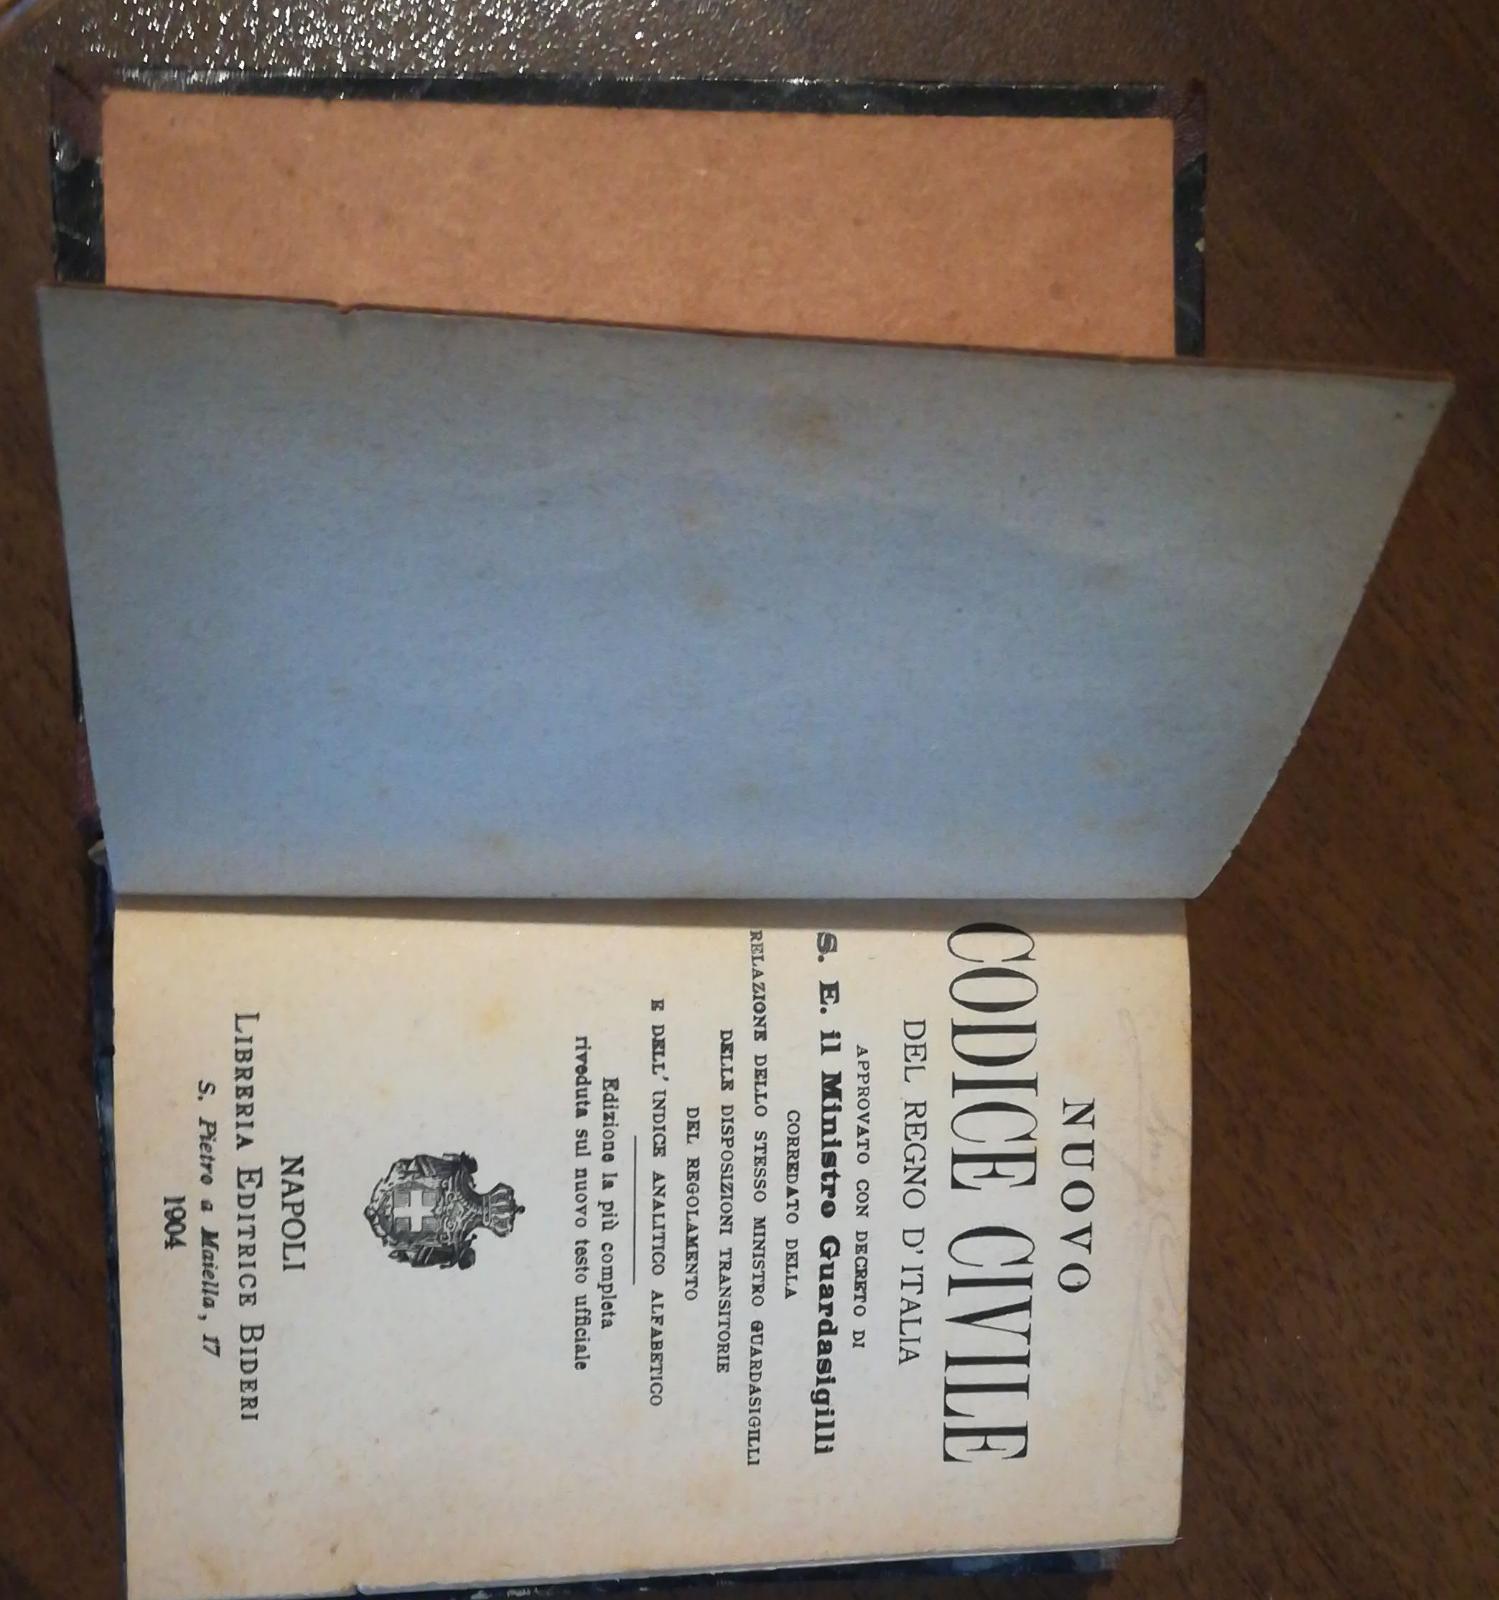 NUOVO
CODICE CIVILE
DEL REGNO D'ITALIA
APPROVATO CON DECRETO DI
S. E. il Ministro Guardasigilli
CORREDATO DELLA
RELAZIONE DELLO STESSO MINISTRO GUARDASIGILLI
DELLE DISPOSIZIONI TRANSITORIE
DEL REGOLAMENTO
E DELL'INDICE ANALITICO ALFABETICO
Edizione la più completa
riveduta sul nuovo testo ufficiale
NAPOLI
LIBRERIA EDITRICE BIDERI
S. Pietro a Maiella, 17
1904